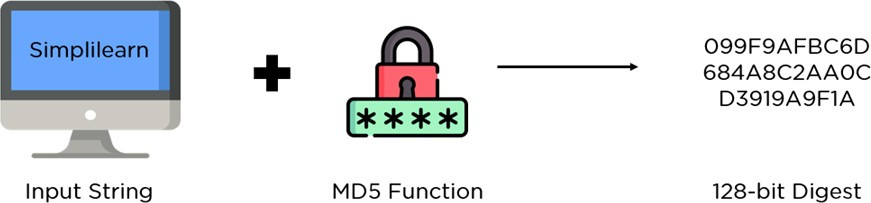 Simplilearn
099F9AFBC6D
684A8C2AA0C
D3919A9F1A
****
Input String
MD5 Function
128-bit Digest